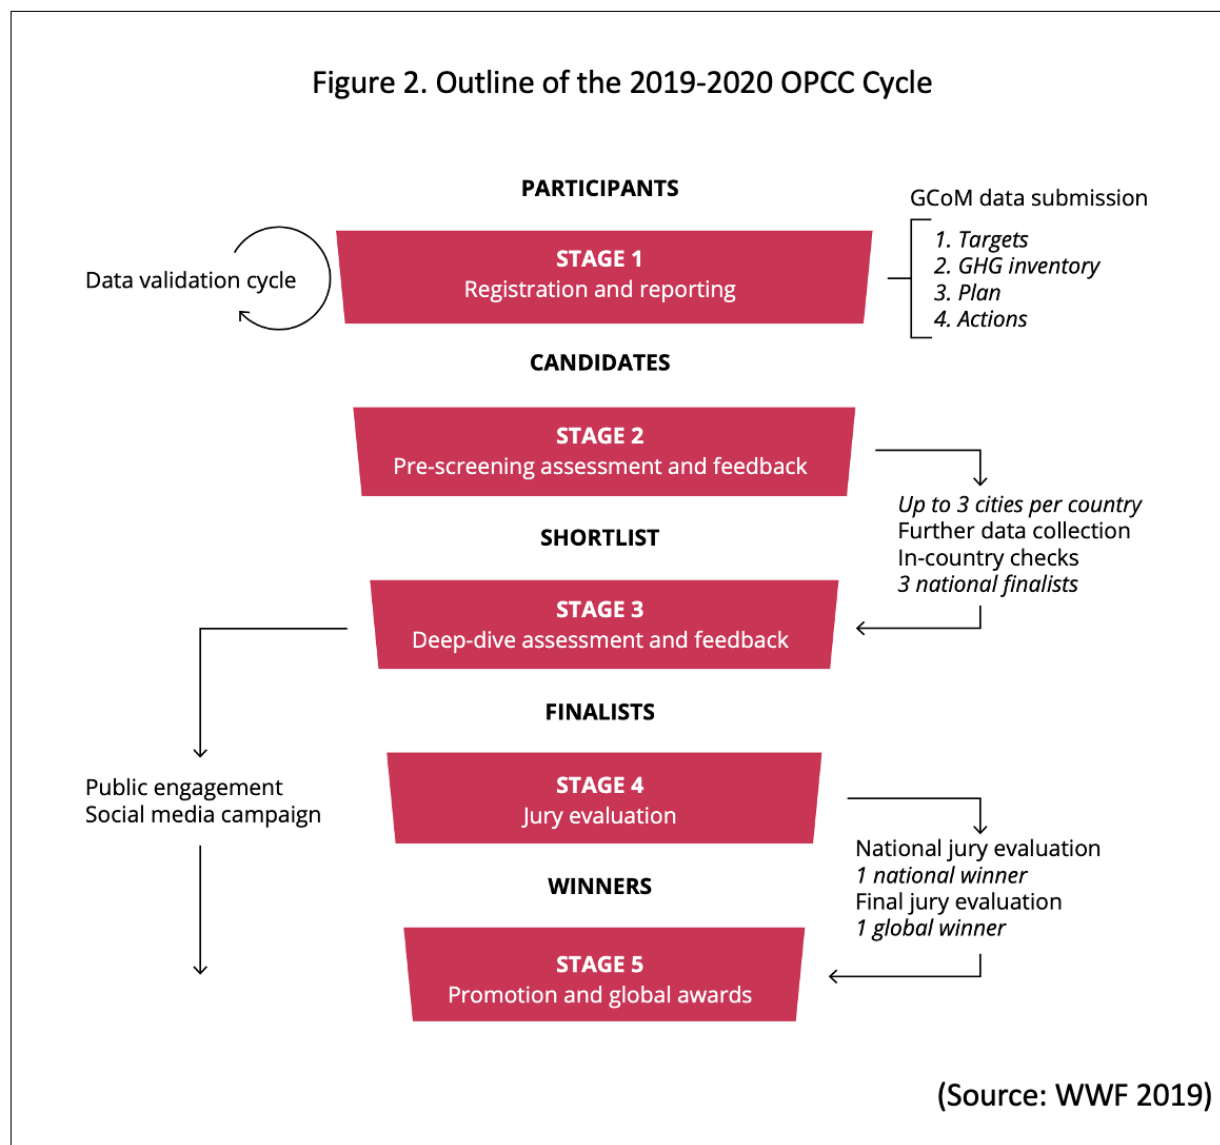 Figure 2. Outline of the 2019-2020 OPCC Cycle
PARTICIPANTS
GCoM data submission
STAGE 1
Registration and reporting
Data validation cycle
1. Targets
2. GHG inventory
3. Plan
4. Actions
CANDIDATES
STAGE 2
Pre-screening assessment and feedback
Up to 3 cities per country
Further data collection
In-country checks
3 national finalists
SHORTLIST
STAGE 3
Deep-dive assessment and feedback
FINALISTS
Public engagement
Social media campaign
STAGE 4
Jury evaluation
National jury evaluation
1 national winner
Final jury evaluation
1 global winner
WINNERS
STAGE 5
Promotion and global awards
(Source: WWF 2019)